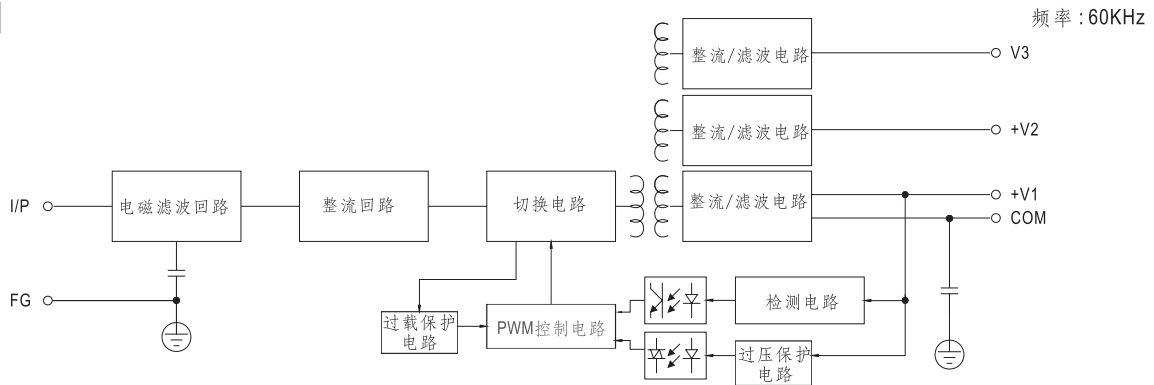 频率 : 60KHz
整流/滤波电路
V3
整流/滤波电路
+V2
I/P
电磁滤波回路
整流回路
切换电路
整流/滤波电路
+V1
COM
FG
过载保护
电路
PWM控制电路
检测电路
过压保护
电路